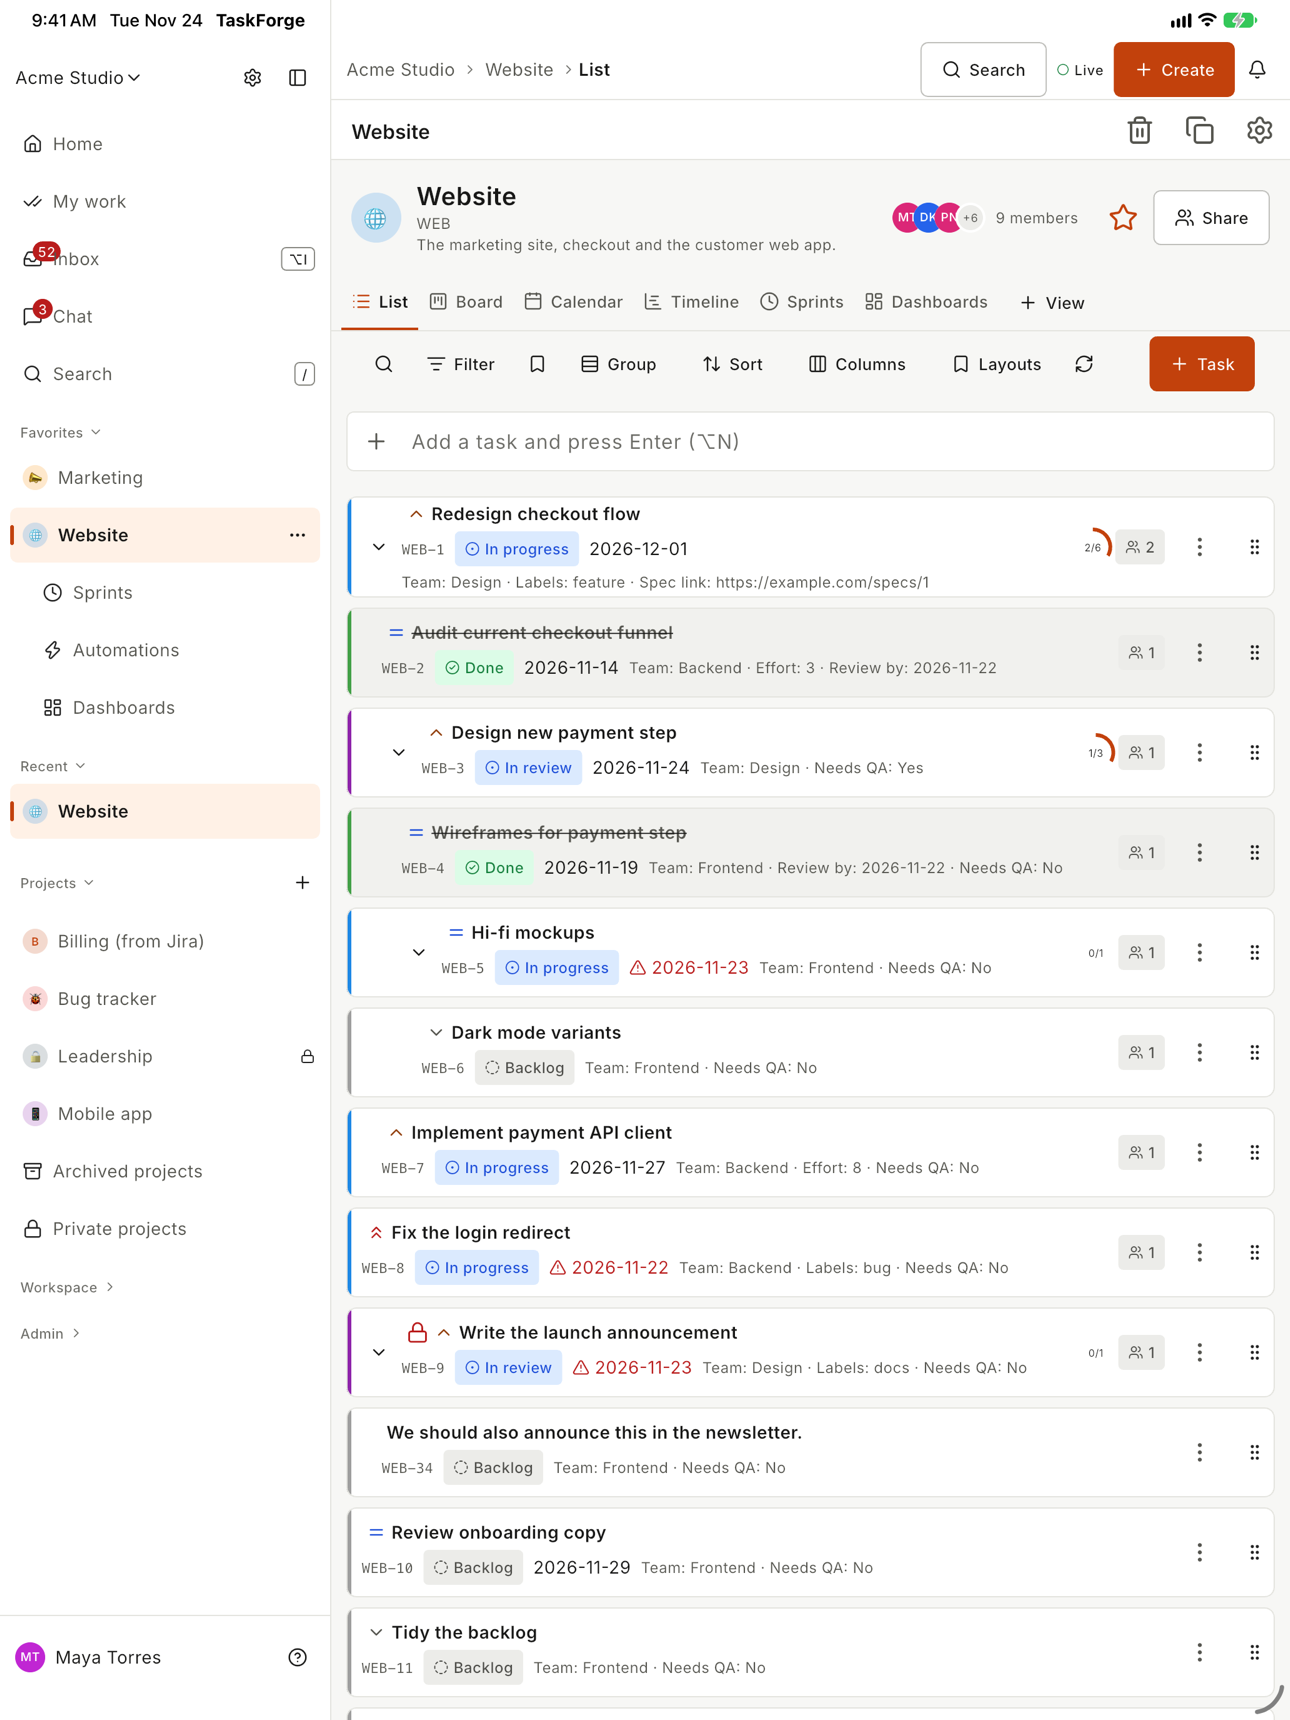 9:41 AM Tue Nov 24 TaskForge
Acme Studio
Home
My work
52
Inbox ⌥I
3
Chat
Search /
Favorites
Marketing
Website
Sprints
Automations
Dashboards
Recent
Website
Projects
B Billing (from Jira)
Bug tracker
Leadership
Mobile app
Archived projects
Private projects
Workspace
Admin
MT Maya Torres
Acme Studio Website List Search Live Create
Website
Website
WEB
The marketing site, checkout and the customer web app.
MT DK PN +6 9 members Share
List Board Calendar Timeline Sprints Dashboards View
Filter Group Sort Columns Layouts Task
Add a task and press Enter (⌥N)
Redesign checkout flow
WEB-1 In progress 2026-12-01 2/6 2
Team: Design · Labels: feature · Spec link: https://example.com/specs/1
Audit current checkout funnel
WEB-2 Done 2026-11-14 Team: Backend · Effort: 3 · Review by: 2026-11-22 1
Design new payment step
WEB-3 In review 2026-11-24 Team: Design · Needs QA: Yes 1/3 1
Wireframes for payment step
WEB-4 Done 2026-11-19 Team: Frontend · Review by: 2026-11-22 · Needs QA: No 1
Hi-fi mockups
WEB-5 In progress 2026-11-23 Team: Frontend · Needs QA: No 0/1 1
Dark mode variants
WEB-6 Backlog Team: Frontend · Needs QA: No 1
Implement payment API client
WEB-7 In progress 2026-11-27 Team: Backend · Effort: 8 · Needs QA: No 1
Fix the login redirect
WEB-8 In progress 2026-11-22 Team: Backend · Labels: bug · Needs QA: No 1
Write the launch announcement
WEB-9 In review 2026-11-23 Team: Design · Labels: docs · Needs QA: No 0/1 1
We should also announce this in the newsletter.
WEB-34 Backlog Team: Frontend · Needs QA: No
Review onboarding copy
WEB-10 Backlog 2026-11-29 Team: Frontend · Needs QA: No
Tidy the backlog
WEB-11 Backlog Team: Frontend · Needs QA: No